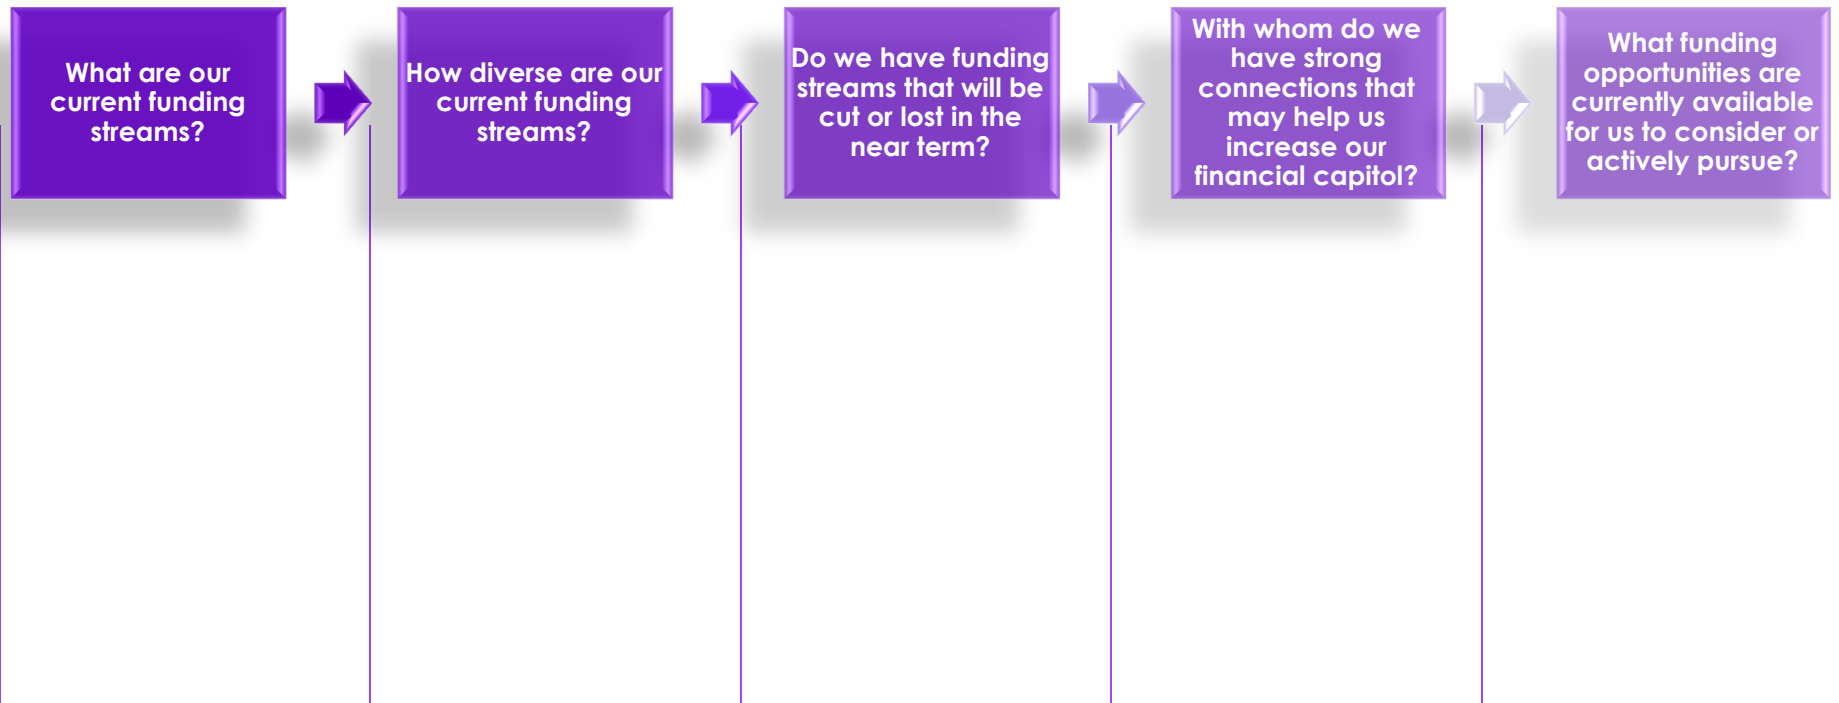 What are our
current funding
streams?
How diverse are our
current funding
streams?
Do we have funding
streams that will be
cut or lost in the
near term?
With whom do we
have strong
connections that
may help us
increase our
financial capitol?
What funding
opportunities are
currently available
for us to consider or
actively pursue?